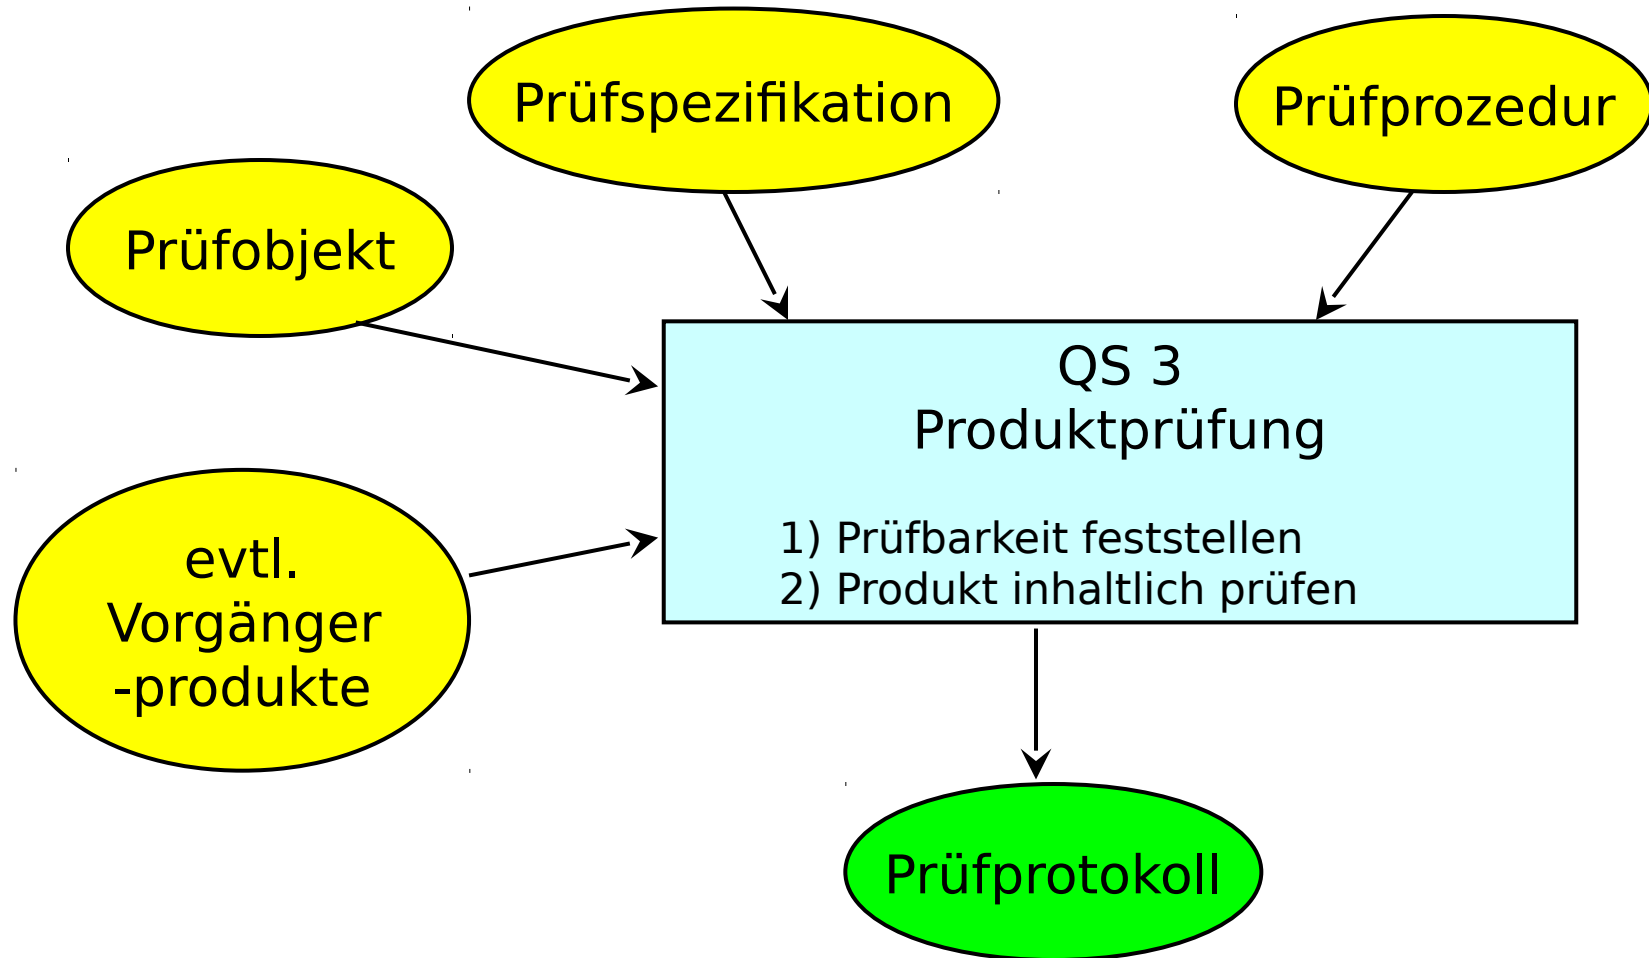 Prüfspezifikation
Prüfprozedur
Prüfobjekt
QS 3
Produktprüfung
1) Prüfbarkeit feststellen
2) Produkt inhaltlich prüfen
evtl.
Vorgänger
-produkte
Prüfprotokoll